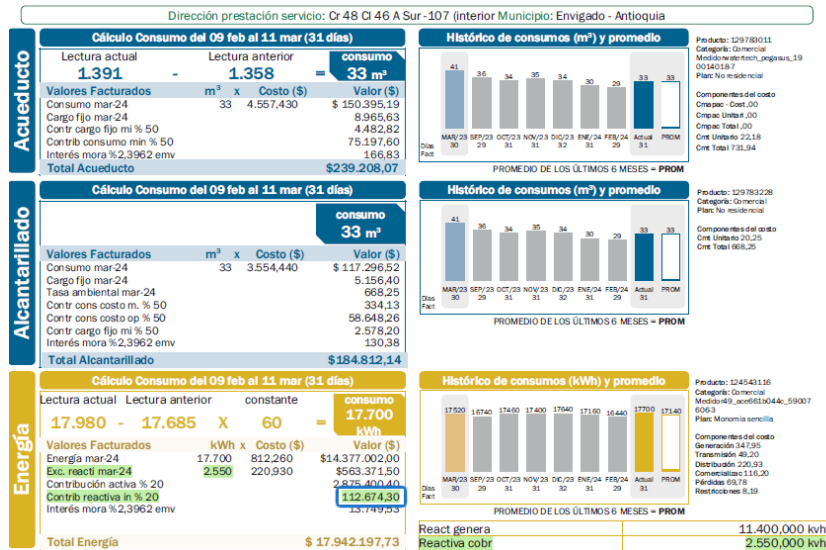 Dirección prestación servicio: Cr 48 Cl 46 A Sur -107 (interior Municipio: Envigado - Antioquia
Acueducto
Cálculo Consumo del 09 feb al 11 mar (31 días)
Lectura actual Lectura anterior consumo
1.391 - 1.358 = 33 m³
Valores Facturados m³ x Costo ($) Valor ($)
Consumo mar-24 33 4.557,430 $ 150.395,19
Cargo fijo mar-24 8.965,63
Contr cargo fijo mi % 50 4.482,82
Contrib consumo min % 50 75.197,60
Interés mora %2,3962 emv 166,83
Total Acueducto $239.208,07
Histórico de consumos (m³) y promedio
41 36 34 35 34 30 29 33 33
MAR/23 SEP/23 OCT/23 NOV/23 DIC/23 ENE/24 FEB/24 Actual PROM
Días Fact 30 29 31 30 32 31 29 31
PROMEDIO DE LOS ÚLTIMOS 6 MESES = PROM
Producto: 129783011
Categoría: Comercial
Medidor:watertech_pegasus_19
00140187
Plan: No residencial
Componentes del costo
Cmapac - Cost ,00
Cmpac Unitari ,00
Cmpac Total ,00
Cmt Unitario 22,18
Cmt Total 731,94
Alcantarillado
Cálculo Consumo del 09 feb al 11 mar (31 días)
consumo
33 m³
Valores Facturados m³ x Costo ($) Valor ($)
Consumo mar-24 33 3.554,440 $ 117.296,52
Cargo fijo mar-24 5.156,40
Tasa ambiental mar-24 668,25
Contr cons costo m. % 50 334,13
Contr cons costo op % 50 58.648,26
Contr cargo fijo mi % 50 2.578,20
Interés mora %2,3962 emv 130,38
Total Alcantarillado $184.812,14
Histórico de consumos (m³) y promedio
41 36 34 35 34 30 29 33 33
MAR/23 SEP/23 OCT/23 NOV/23 DIC/23 ENE/24 FEB/24 Actual PROM
Días Fact 30 29 31 31 32 31 29 31
PROMEDIO DE LOS ÚLTIMOS 6 MESES = PROM
Producto: 129783228
Categoría: Comercial
Plan: No residencial
Componentes del costo
Cmt Unitario 20,25
Cmt Total 668,25
Energía
Cálculo Consumo del 09 feb al 11 mar (31 días)
Lectura actual Lectura anterior constante consumo
17.980 - 17.685 X 60 = 17.700 kWh
Valores Facturados kWh x Costo ($) Valor ($)
Energía mar-24 17.700 812,260 $14.377.002,00
Exc. reacti mar-24 2.550 220,930 $563.371,50
Contribución activa % 20 2.875.400,40
Contrib reactiva in % 20 112.674,30
Interés mora %2,3962 emv 13.749,53
Total Energía $ 17.942.197,73
Histórico de consumos (kWh) y promedio
17520 16740 17460 17400 17640 17160 16440 17700 17140
MAR/23 SEP/23 OCT/23 NOV/23 DIC/23 ENE/24 FEB/24 Actual PROM
Días Fact 30 29 31 31 32 31 29 31
PROMEDIO DE LOS ÚLTIMOS 6 MESES = PROM
Producto: 124543116
Categoría: Comercial
Medidor:49_ace661b044c_59007
606-3
Plan: Monomia sencilla
Componentes del costo
Generación 347,95
Transmisión 49,20
Distribución 220,93
Comercializac 116,20
Pérdidas 69,78
Restricciones 8,19
React genera 11.400,000 kvh
Reactiva cobr 2.550,000 kvh